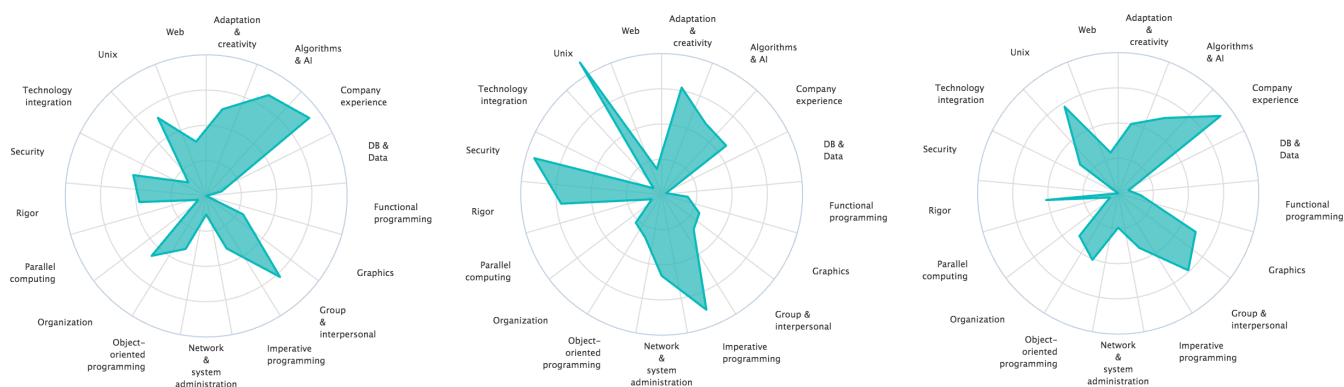 Adaptation
&
creativity
Algorithms
& AI
Company
experience
DB &
Data
Functional
programming
Graphics
Group
&
interpersonal
Imperative
programming
Network
&
system
administration
Object-
oriented
programming
Organization
Parallel
computing
Rigor
Security
Technology
integration
Unix
Web
Adaptation
&
creativity
Algorithms
& AI
Company
experience
DB &
Data
Functional
programming
Graphics
Group &
interpersonal
Imperative
programming
Network
&
system
administration
Object-
oriented
programming
Organization
Parallel
computing
Rigor
Security
Technology
integration
Unix
Web
Adaptation
&
creativity
Algorithms
& AI
Company
experience
DB &
Data
Functional
programming
Graphics
Group &
interpersonal
Imperative
programming
Network
&
system
administration
Object-
oriented
programming
Organization
Parallel
computing
Rigor
Security
Technology
integration
Unix
Web